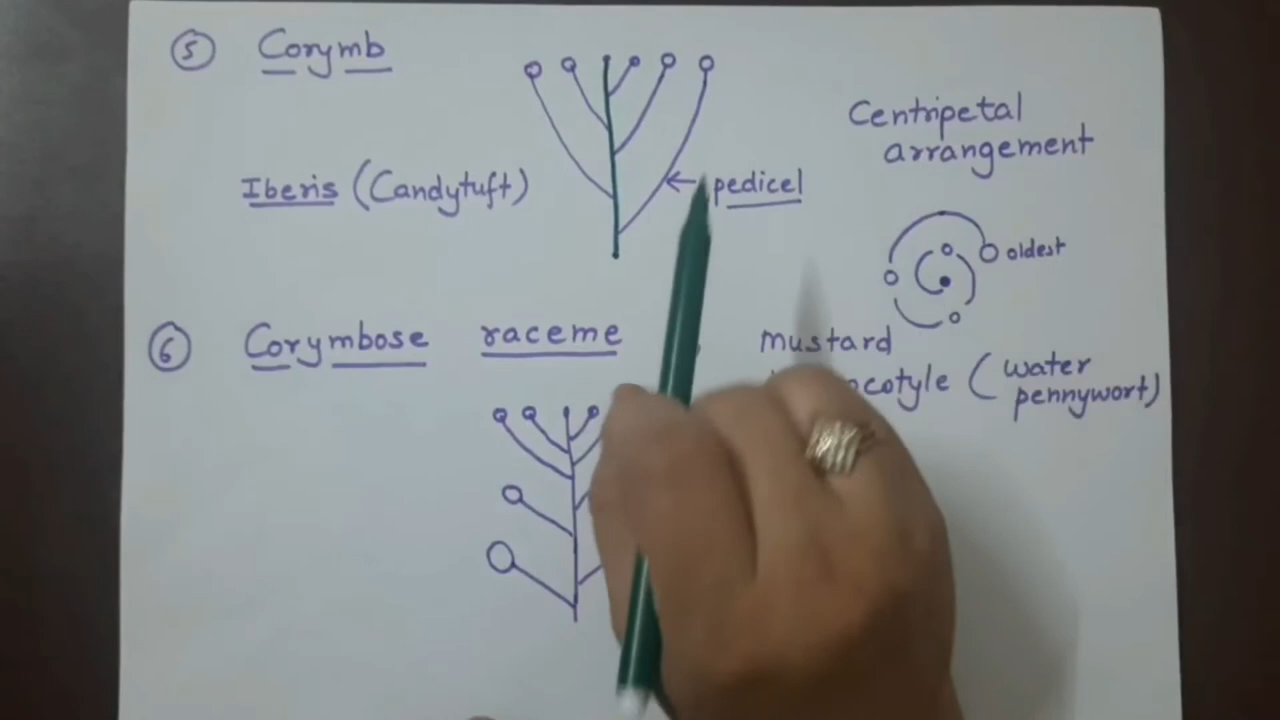 5 Corymb
Centripetal
arrangement
Iberis (Candytuft)
pedicel
oldest
6 Corymbose raceme
mustard
(water
pennywort)